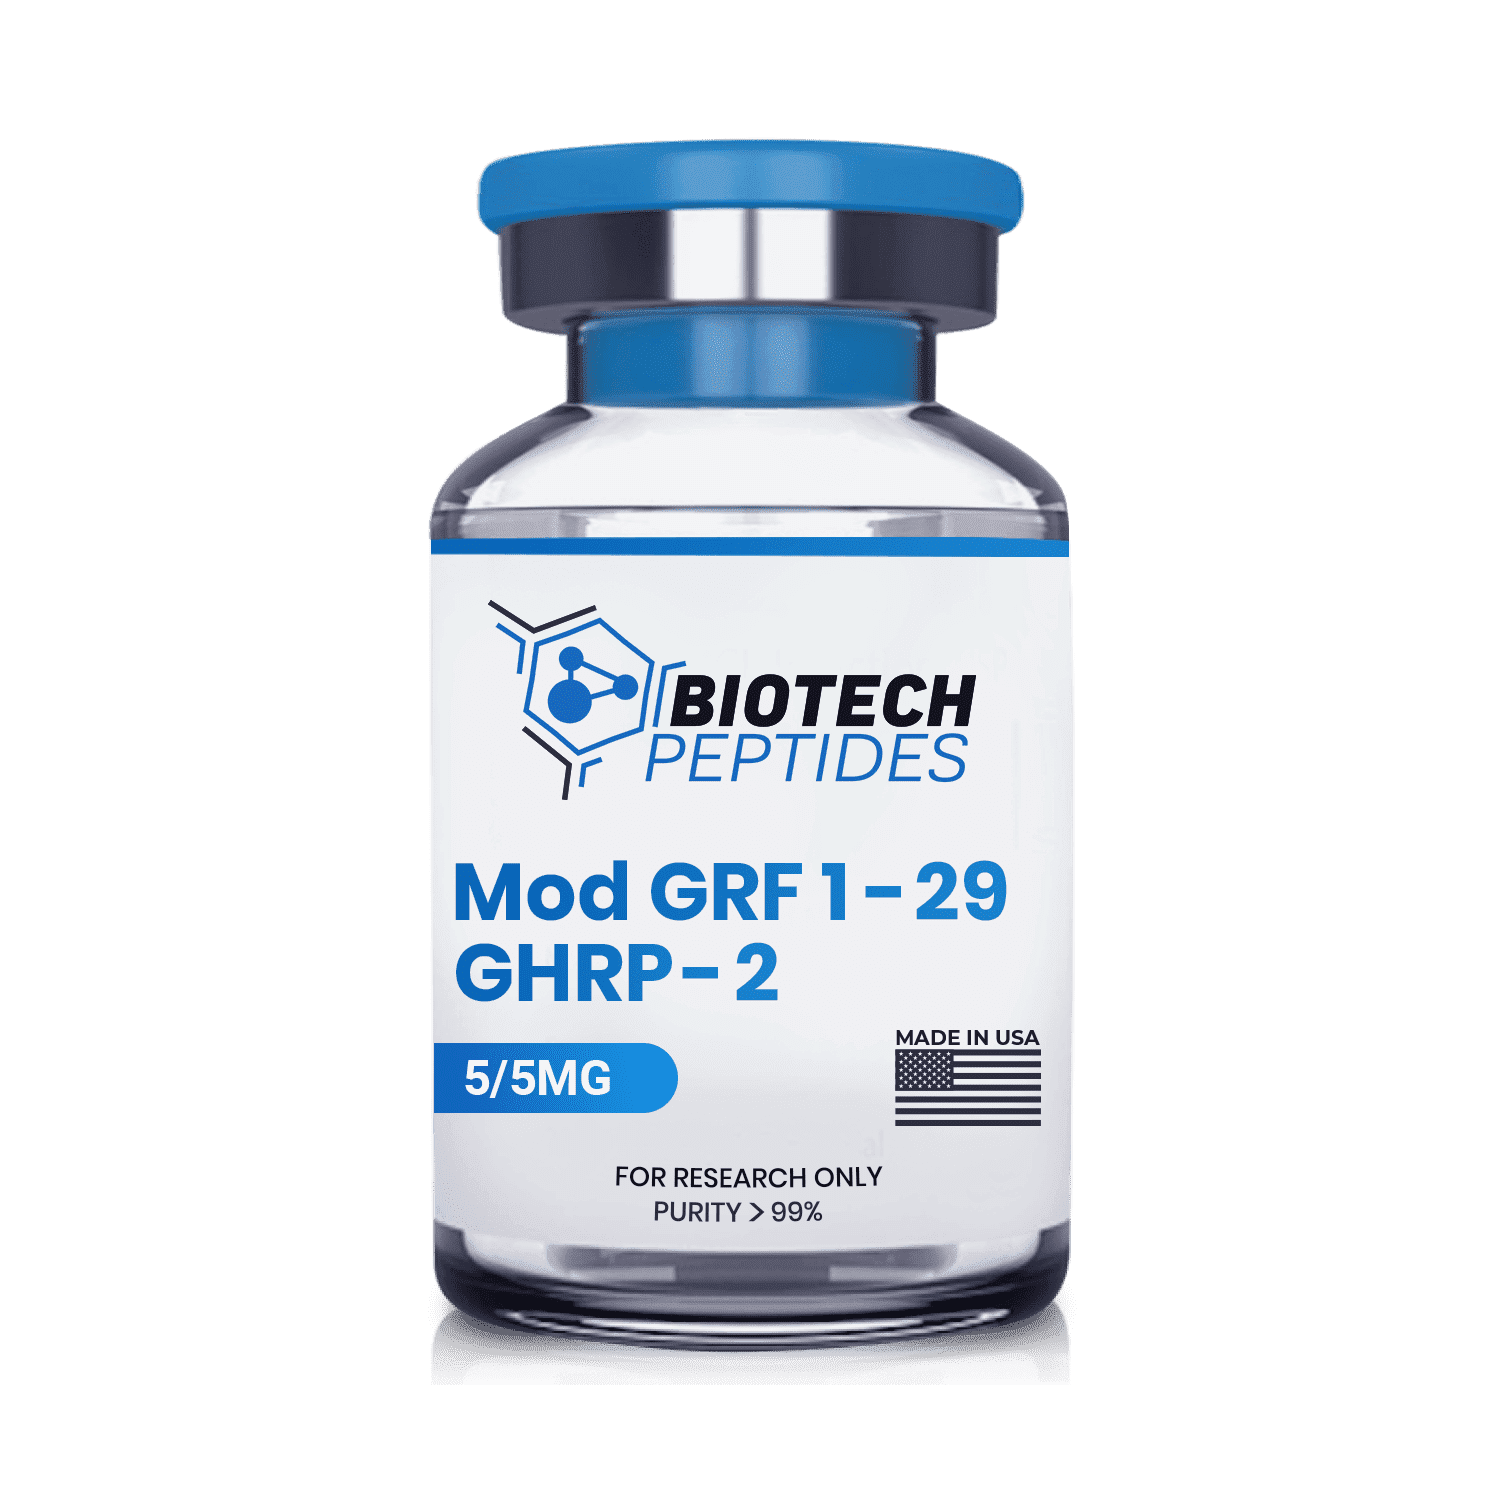 BIOTECH
PEPTIDES
Mod GRF 1-29
GHRP-2
5/5MG
MADE IN USA
FOR RESEARCH ONLY
PURITY > 99%